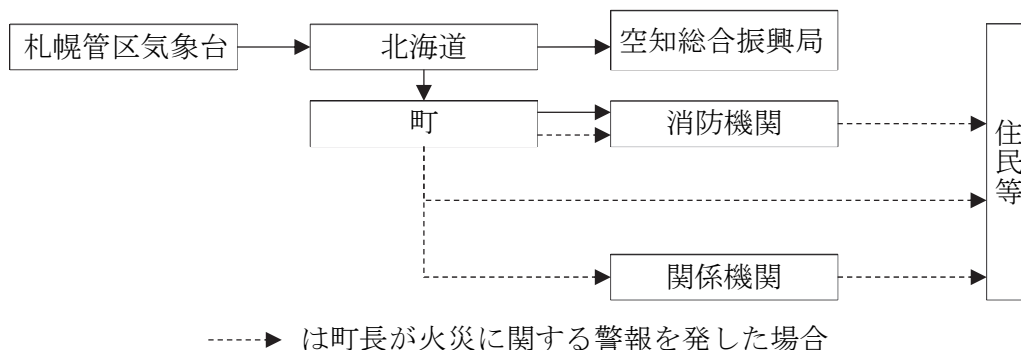 札幌管区気象台
北海道
空知総合振興局
町
消防機関
住民等
関係機関
は町長が火災に関する警報を発した場合